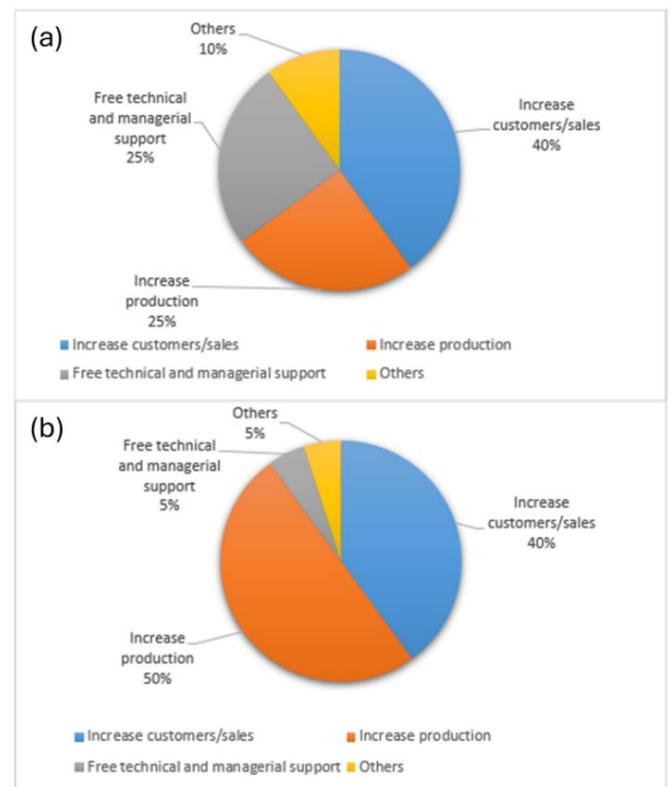 (a)
Others
10%
Free technical
and managerial
support
25%
Increase
customers/sales
40%
Increase
production
25%
Increase customers/sales
Increase production
Free technical and managerial support
Others
(b)
Others
5%
Free technical
and managerial
support
5%
Increase
customers/sales
40%
Increase
production
50%
Increase customers/sales
Increase production
Free technical and managerial support
Others